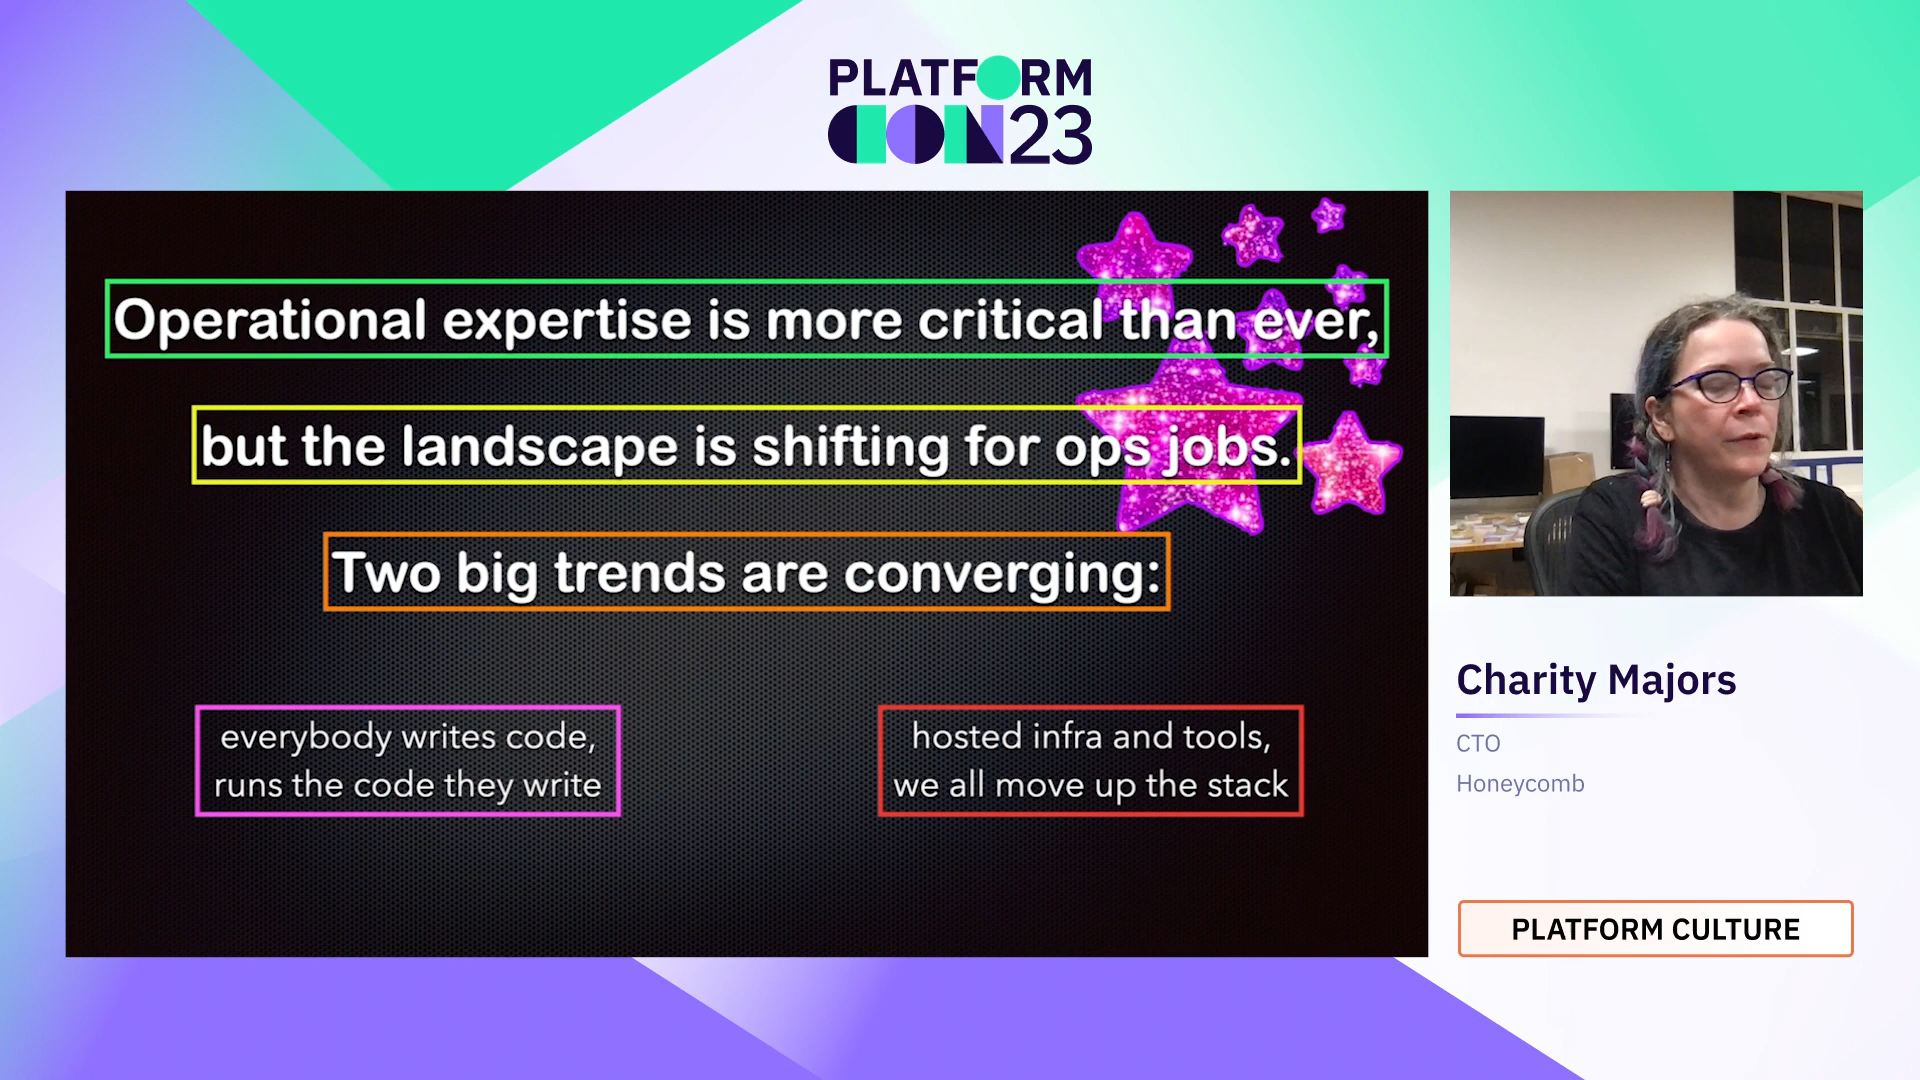 PLATFORM
CON23
Operational expertise is more critical than ever,
but the landscape is shifting for ops jobs.
Two big trends are converging:
everybody writes code,
runs the code they write
hosted infra and tools,
we all move up the stack
Charity Majors
CTO
Honeycomb
PLATFORM CULTURE